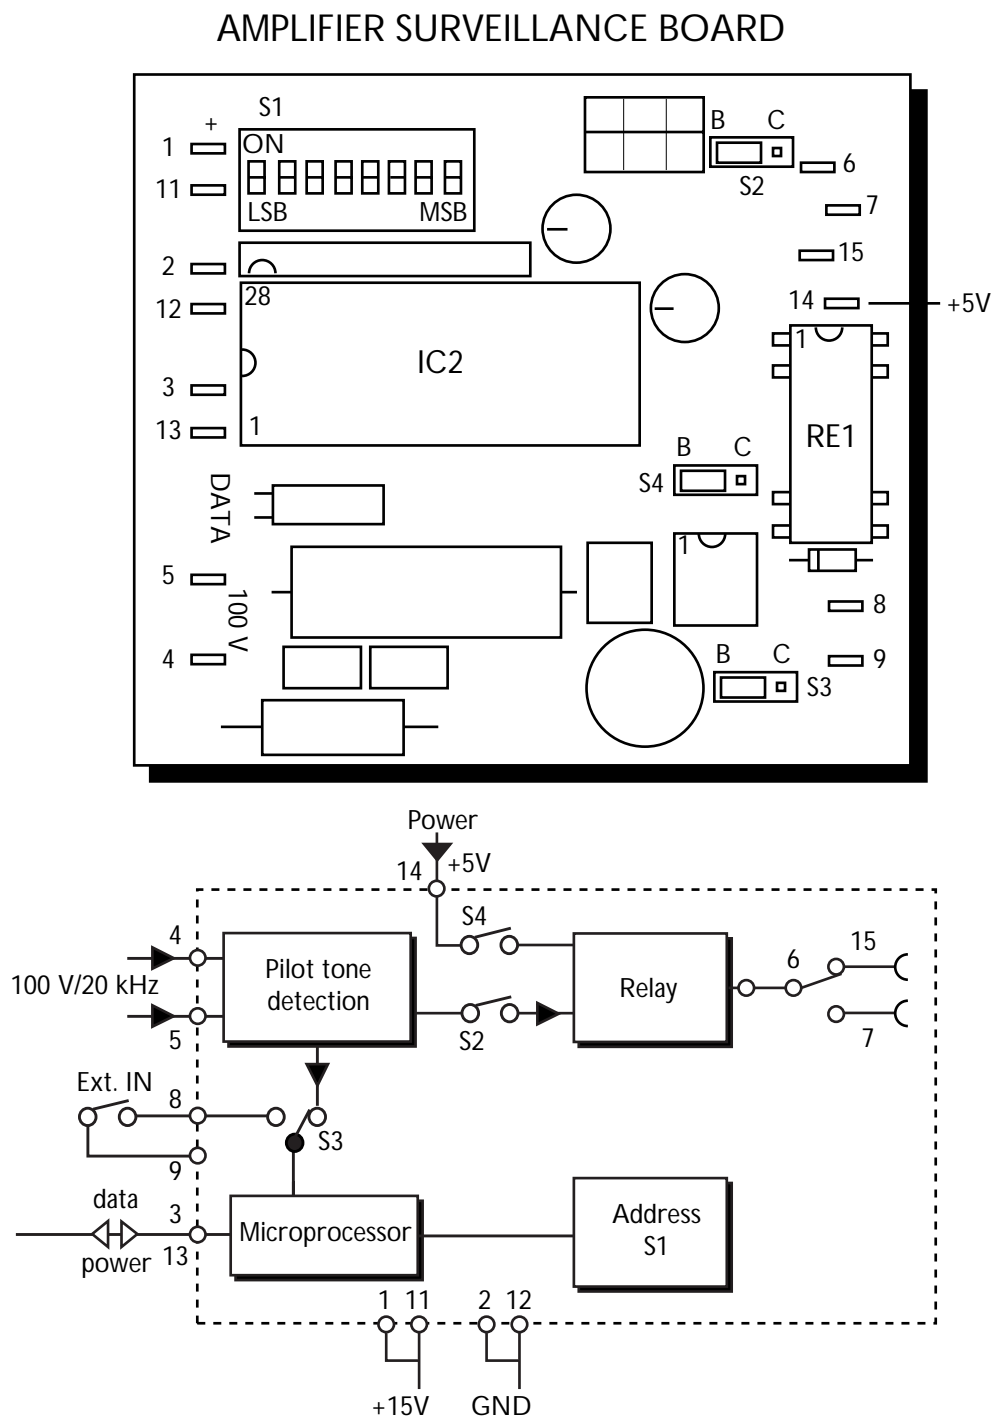 AMPLIFIER SURVEILLANCE BOARD
S1
+
B C
1
ON
6
11
S2
LSB MSB
7
15
2
28
14
+5V
12
1
IC2
3
RE1
13
1
B C
S4
DATA
1
5
100 V
8
4
B C
9
S3
Power
14
+5V
S4
4
15
Pilot tone
detection
6
Relay
100 V/20 kHz
5
S2
7
Ext. IN
8
S3
9
data
3
Address
S1
Microprocessor
13
power
1 11
2 12
+15V
GND